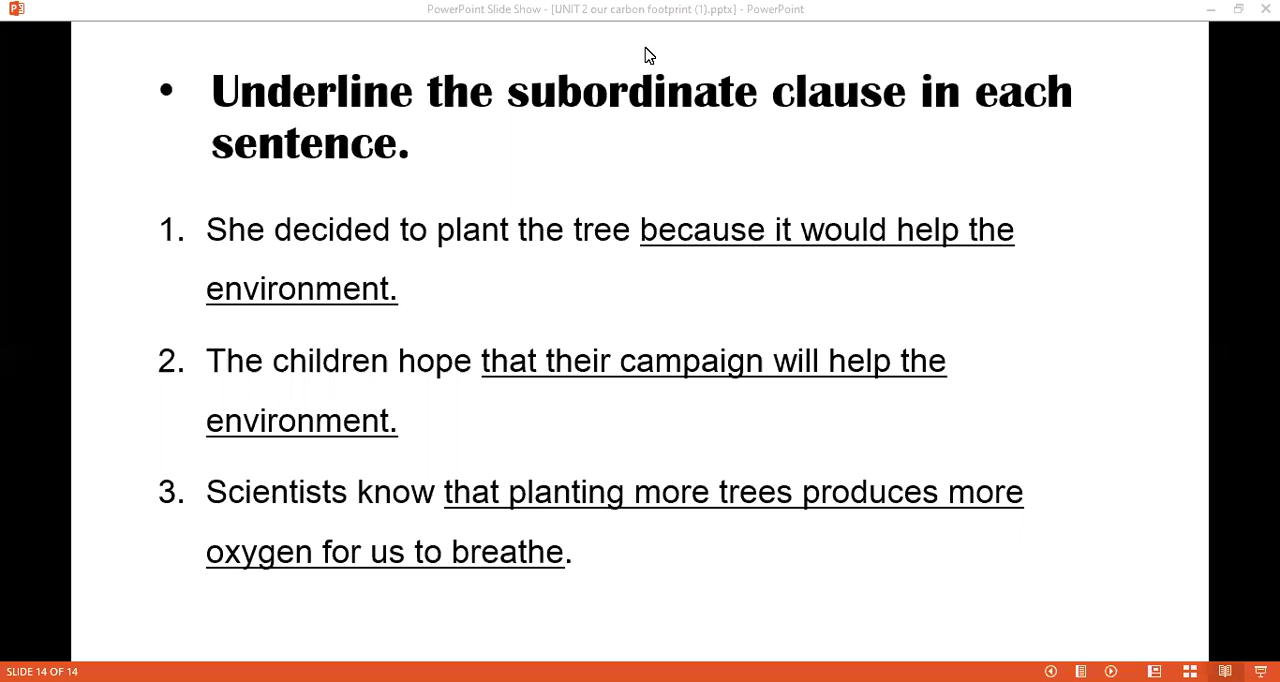 PowerPoint Slide Show - [UNIT 2 our carbon footprint (1).pptx] - PowerPoint
• Underline the subordinate clause in each
sentence.
1. She decided to plant the tree because it would help the
environment.
2. The children hope that their campaign will help the
environment.
3. Scientists know that planting more trees produces more
oxygen for us to breathe.
SLIDE 14 OF 14